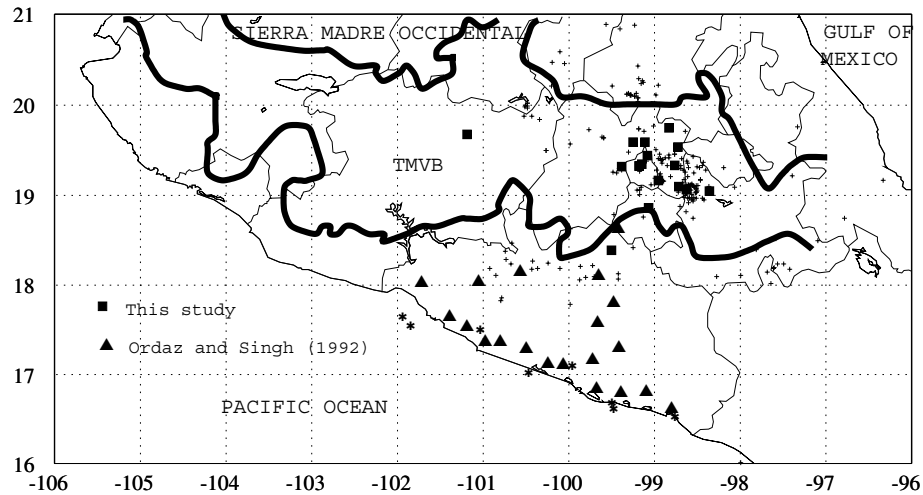 21
SIERRA MADRE OCCIDENTAL
GULF OF
MEXICO
20
TMVB
19
18
This study
Ordaz and Singh (1992)
17
PACIFIC OCEAN
16
-106 -105 -104 -103 -102 -101 -100 -99 -98 -97 -96